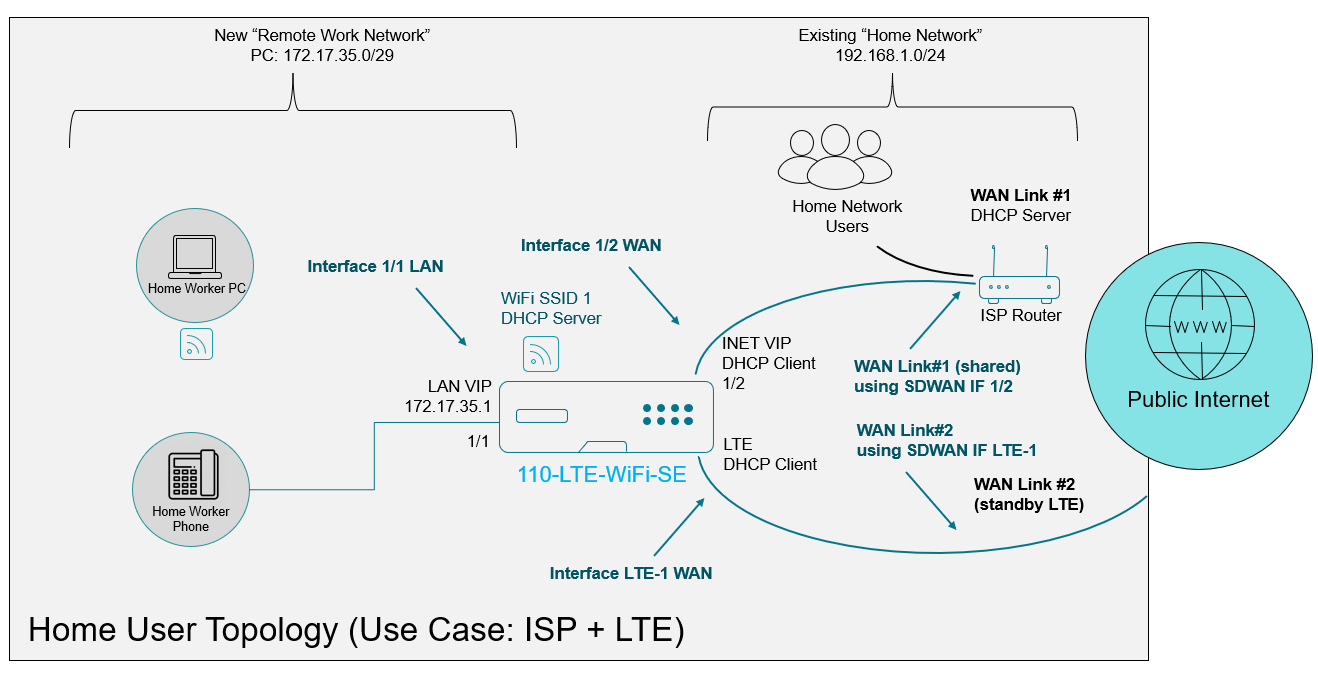 New “Remote Work Network”
PC: 172.17.35.0/29
Existing “Home Network”
192.168.1.0/24
Home Network
Users
WAN Link #1
DHCP Server
ISP Router
Home Worker PC
Interface 1/1 LAN
Interface 1/2 WAN
WiFi SSID 1
DHCP Server
INET VIP
DHCP Client
1/2
LAN VIP
172.17.35.1
1/1
110-LTE-WiFi-SE
LTE
DHCP Client
WAN Link#1 (shared)
using SDWAN IF 1/2
WAN Link#2
using SDWAN IF LTE-1
WAN Link #2
(standby LTE)
WWW
Public Internet
Home Worker
Phone
Interface LTE-1 WAN
Home User Topology (Use Case: ISP + LTE)